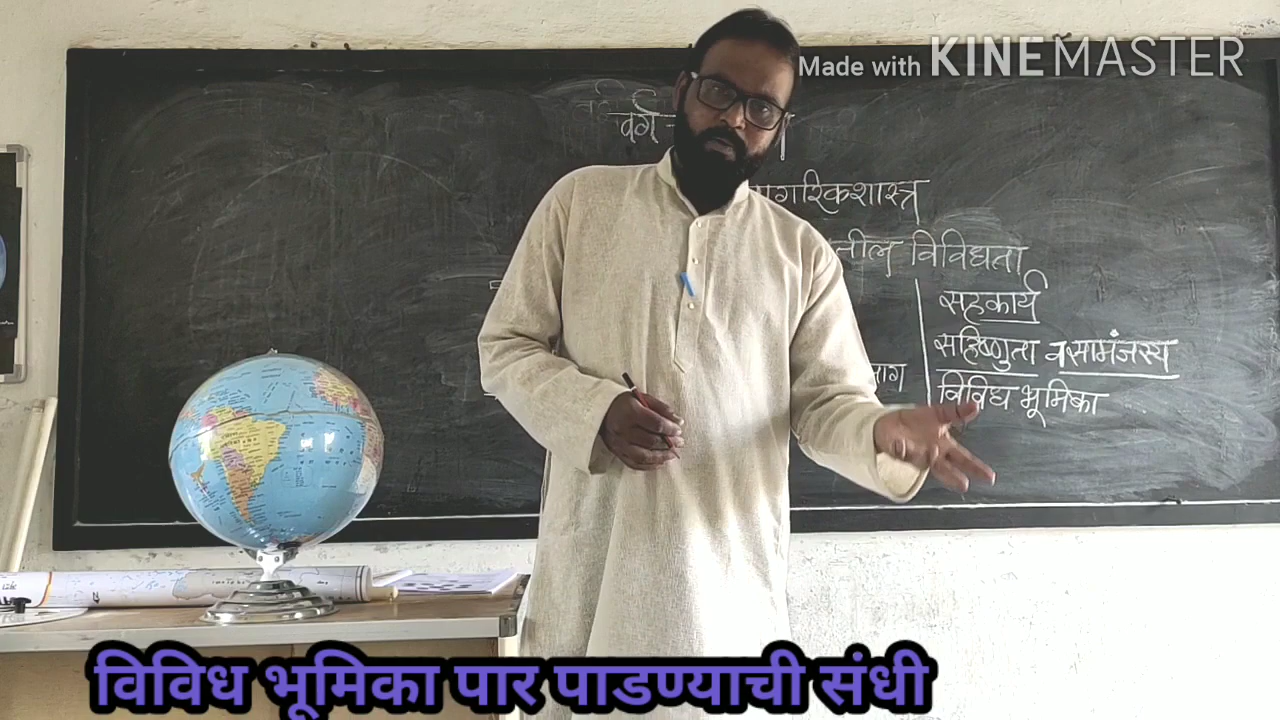 Made with KINEMASTER
वर्ग
नागरिकशास्त्र
तील विविधता
सहकार्य
सहिष्णुता व सामंजस्य
भाग
विविध भूमिका
विविध भूमिका पार पाडण्याची संधी